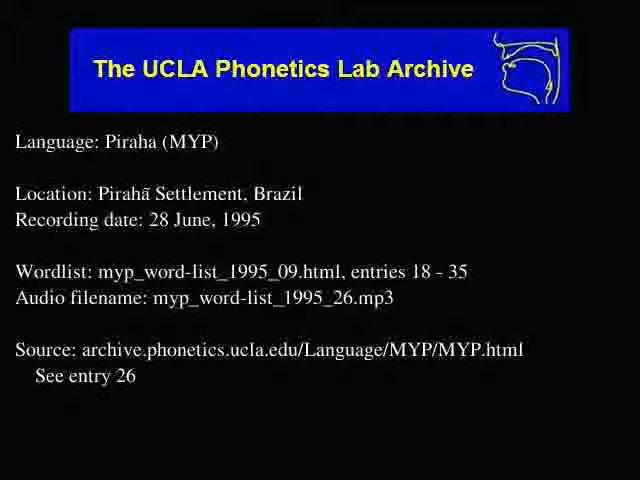 The UCLA Phonetics Lab Archive
Language: Piraha (MYP)
Location: Pirahã Settlement, Brazil
Recording date: 28 June, 1995
Wordlist: myp_word-list_1995_09.html, entries 18 - 35
Audio filename: myp_word-list_1995_26.mp3
Source: archive.phonetics.ucla.edu/Language/MYP/MYP.html
See entry 26